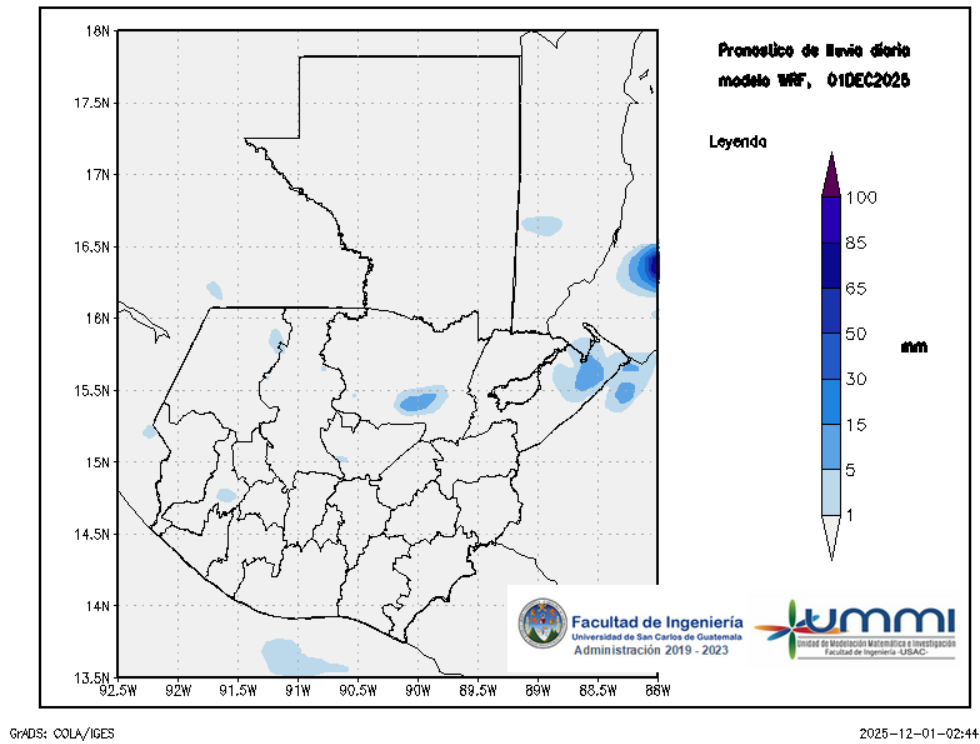 Pronostico de lluvia diaria
modelo WRF, 01DEC2025
Leyenda
100
85
65
50
30
15
5
1
mm
18N
17.5N
17N
16.5N
16N
15.5N
15N
14.5N
14N
13.5N
92.5W 92W 91.5W 91W 90.5W 90W 89.5W 89W 88.5W 88W
Facultad de Ingeniería
Universidad de San Carlos de Guatemala
Administración 2019 - 2023
ummi
Unidad de Modelación Matemática e Investigación
Facultad de Ingeniería -USAC-
GrADS: COLA/IGES
2025-12-01-02:44